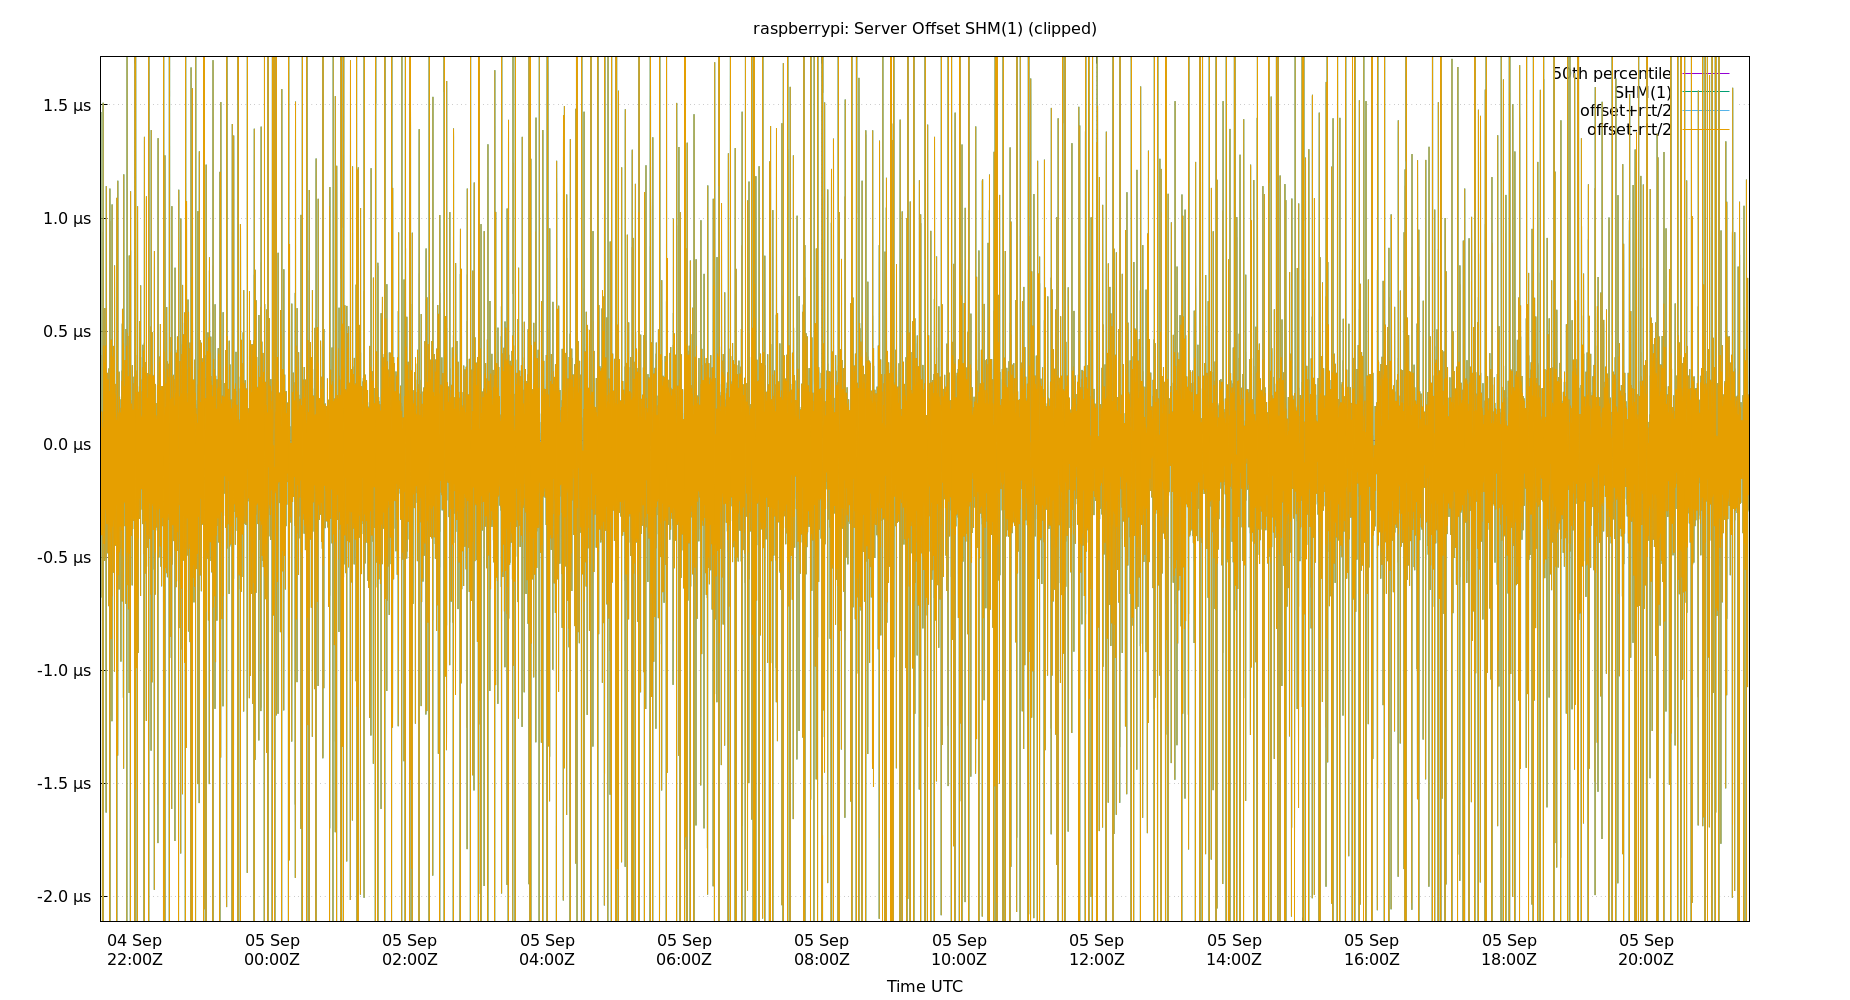 raspberrypi: Server Offset SHM(1) (clipped)
50th percentile
SHM(1)
offset+rtt/2
offset-rtt/2
1.5 µs
1.0 µs
0.5 µs
0.0 µs
-0.5 µs
-1.0 µs
-1.5 µs
-2.0 µs
04 Sep 05 Sep 05 Sep 05 Sep 05 Sep 05 Sep 05 Sep 05 Sep 05 Sep 05 Sep 05 Sep 05 Sep
22:00Z 00:00Z 02:00Z 04:00Z 06:00Z 08:00Z 10:00Z 12:00Z 14:00Z 16:00Z 18:00Z 20:00Z
Time UTC